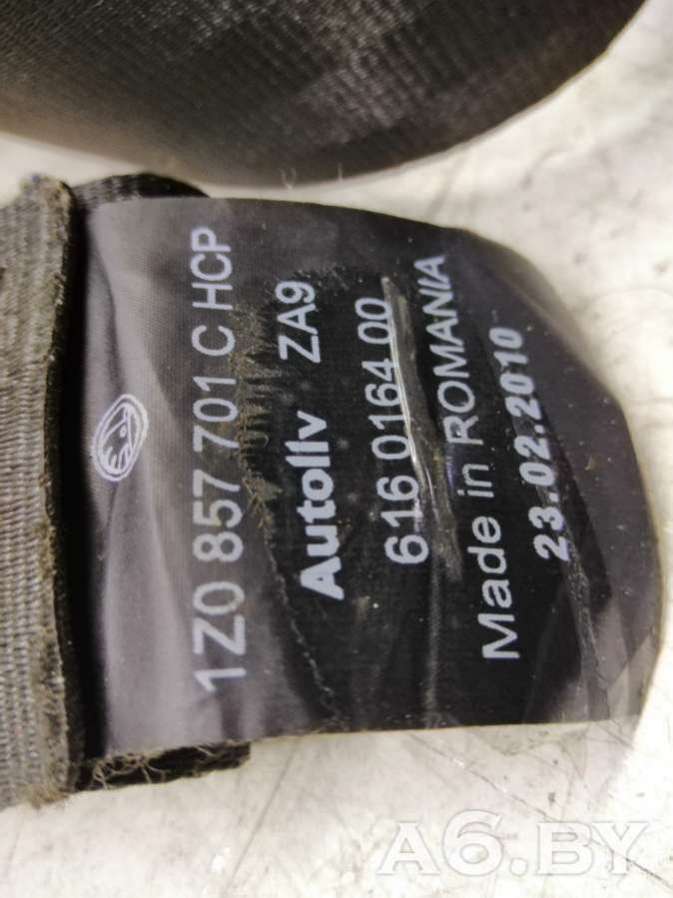 1Z0 857 701 C HCP
Autoliv ZA9
616 0164 00
Made in ROMANIA
23.02.2010
A6.BY